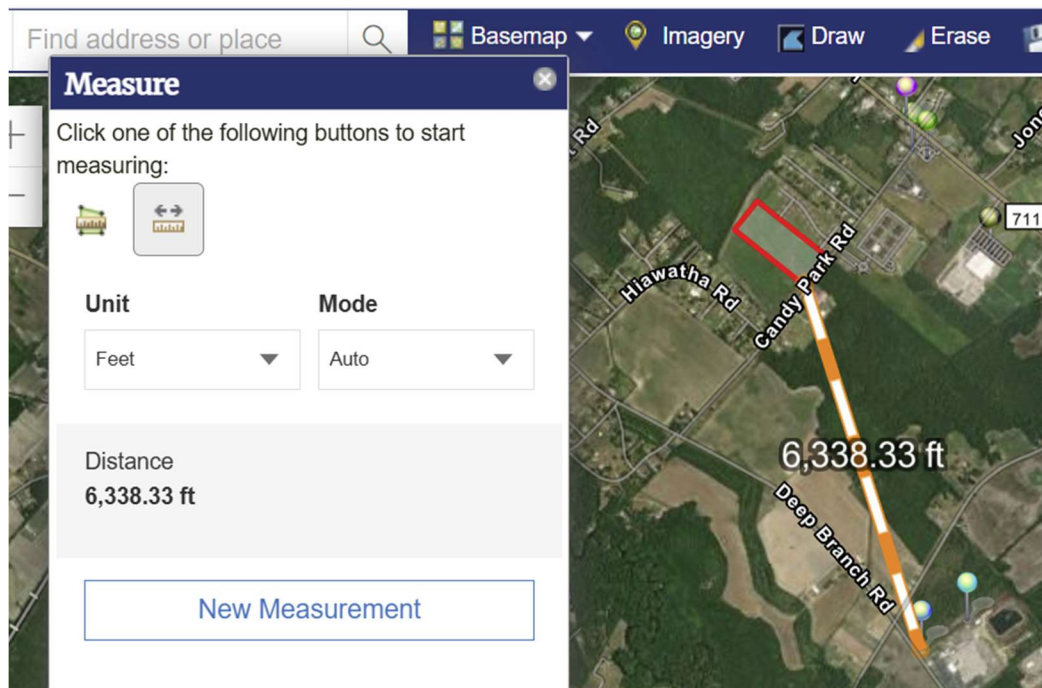 Find address or place
Basemap
Imagery
Draw
Erase
Measure
Click one of the following buttons to start
measuring:
Unit
Mode
Feet
Auto
Distance
6,338.33 ft
New Measurement
Rd
Jon
711
Hiawatha Rd
Candy Park Rd
6,338.33 ft
Deep Branch Rd